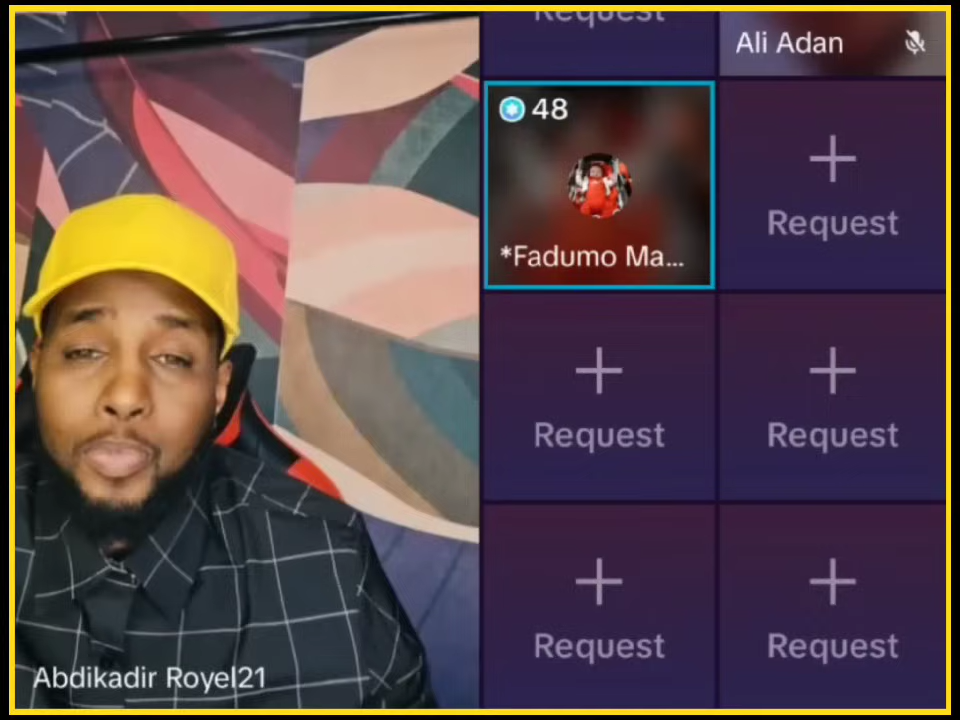 Request
Ali Adan
48
*Fadumo Ma...
Request
Request
Request
Request
Request
Abdikadir Royel21